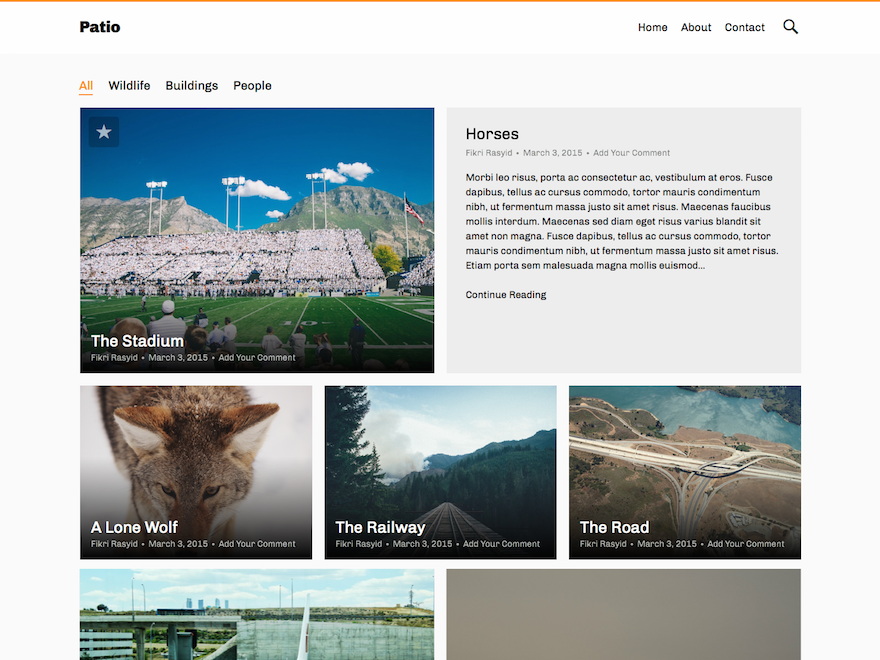 Patio
Home About Contact
All Wildlife Buildings People
The Stadium
Fikri Rasyid • March 3, 2015 • Add Your Comment
Horses
Fikri Rasyid • March 3, 2015 • Add Your Comment
Morbi leo risus, porta ac consectetur ac, vestibulum at eros. Fusce
dapibus, tellus ac cursus commodo, tortor mauris condimentum
nibh, ut fermentum massa justo sit amet risus. Maecenas faucibus
mollis interdum. Maecenas sed diam eget risus varius blandit sit
amet non magna. Fusce dapibus, tellus ac cursus commodo, tortor
mauris condimentum nibh, ut fermentum massa justo sit amet risus.
Etiam porta sem malesuada magna mollis euismod...
Continue Reading
A Lone Wolf
Fikri Rasyid • March 3, 2015 • Add Your Comment
The Railway
Fikri Rasyid • March 3, 2015 • Add Your Comment
The Road
Fikri Rasyid • March 3, 2015 • Add Your Comment